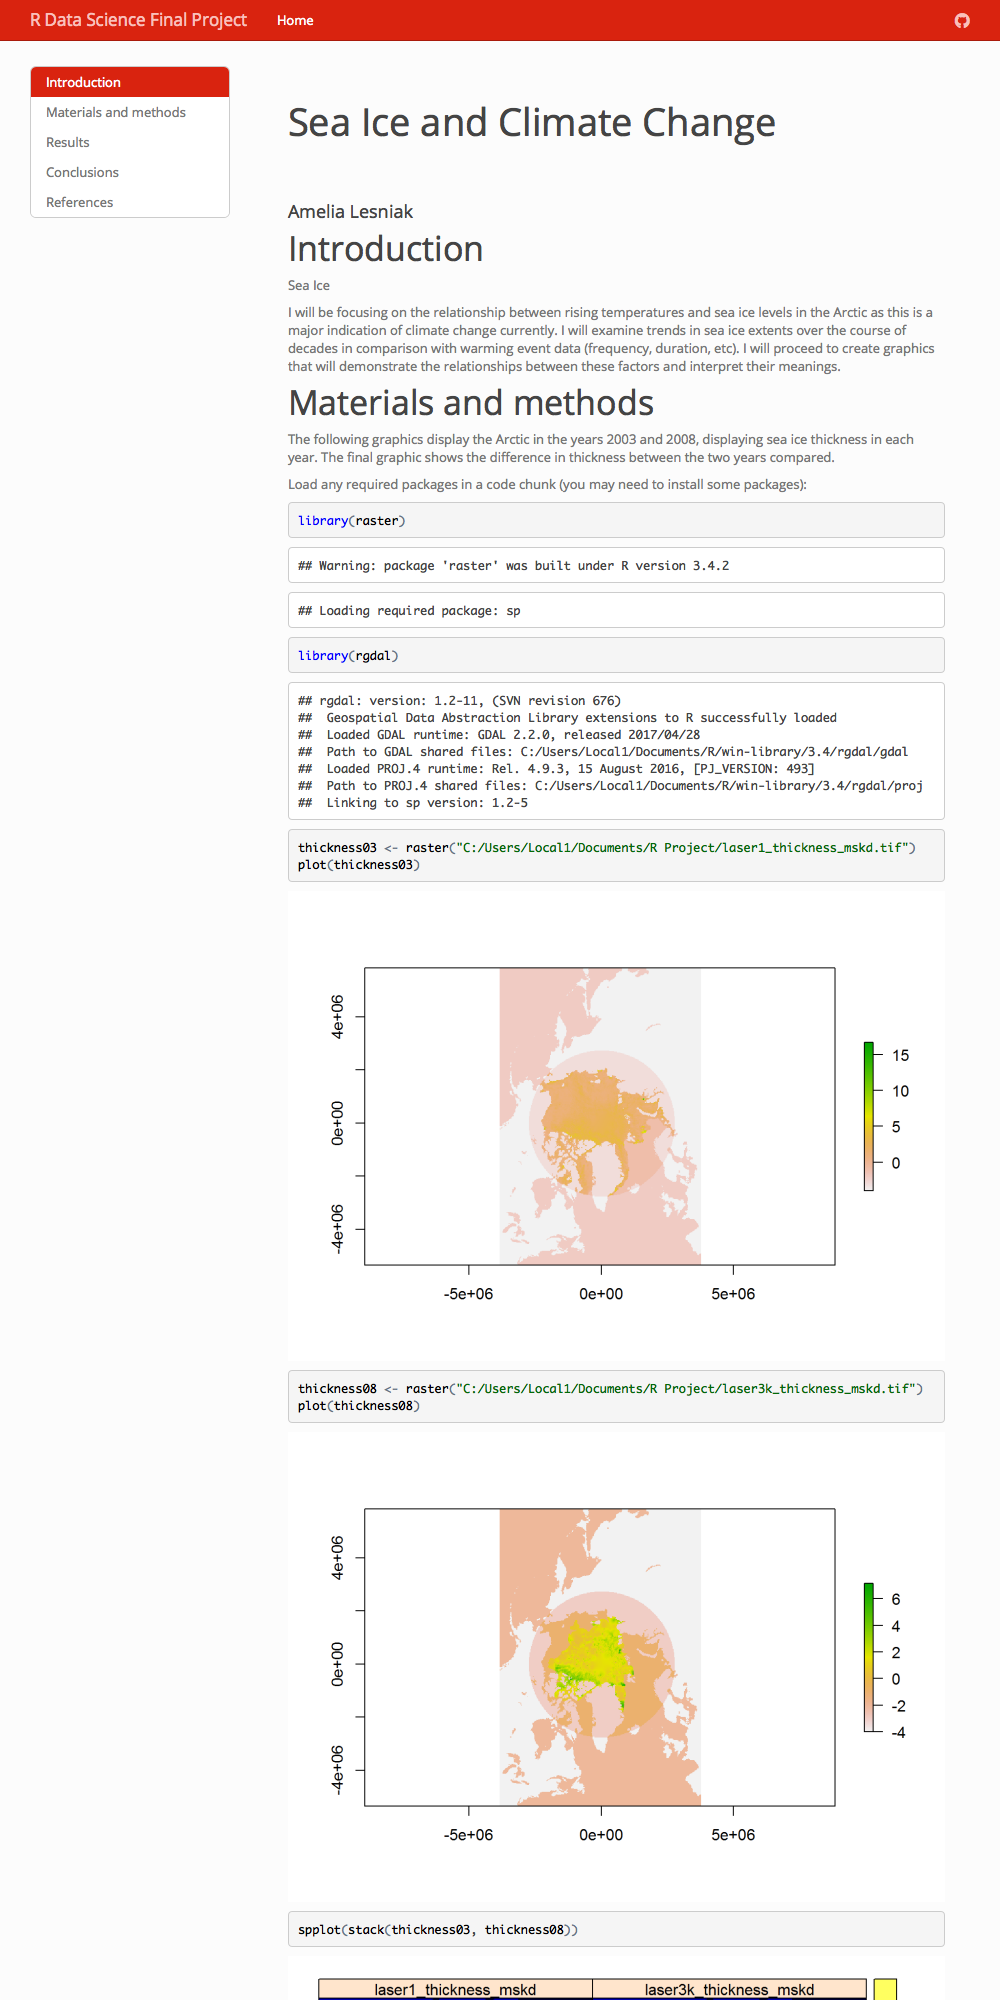 R Data Science Final Project Home
Introduction
Materials and methods
Results
Conclusions
References
Sea Ice and Climate Change
Amelia Lesniak
Introduction
Sea Ice
I will be focusing on the relationship between rising temperatures and sea ice levels in the Arctic as this is a
major indication of climate change currently. I will examine trends in sea ice extents over the course of
decades in comparison with warming event data (frequency, duration, etc). I will proceed to create graphics
that will demonstrate the relationships between these factors and interpret their meanings.
Materials and methods
The following graphics display the Arctic in the years 2003 and 2008, displaying sea ice thickness in each
year. The final graphic shows the difference in thickness between the two years compared.
Load any required packages in a code chunk (you may need to install some packages):
library(raster)
## Warning: package 'raster' was built under R version 3.4.2
## Loading required package: sp
library(rgdal)
## rgdal: version: 1.2-11, (SVN revision 676)
##  Geospatial Data Abstraction Library extensions to R successfully loaded
##  Loaded GDAL runtime: GDAL 2.2.0, released 2017/04/28
##  Path to GDAL shared files: C:/Users/Local1/Documents/R/win-library/3.4/rgdal/gdal
##  Loaded PROJ.4 runtime: Rel. 4.9.3, 15 August 2016, [PJ_VERSION: 493]
##  Path to PROJ.4 shared files: C:/Users/Local1/Documents/R/win-library/3.4/rgdal/proj
##  Linking to sp version: 1.2-5
thickness03 <- raster("C:/Users/Local1/Documents/R Project/laser1_thickness_mskd.tif")
plot(thickness03)
4e+06
0e+00
-4e+06
-5e+06 0e+00 5e+06
15
10
5
0
thickness08 <- raster("C:/Users/Local1/Documents/R Project/laser3k_thickness_mskd.tif")
plot(thickness08)
4e+06
0e+00
-4e+06
-5e+06 0e+00 5e+06
6
4
2
0
-2
-4
spplot(stack(thickness03, thickness08))
laser1_thickness_mskd laser3k_thickness_mskd